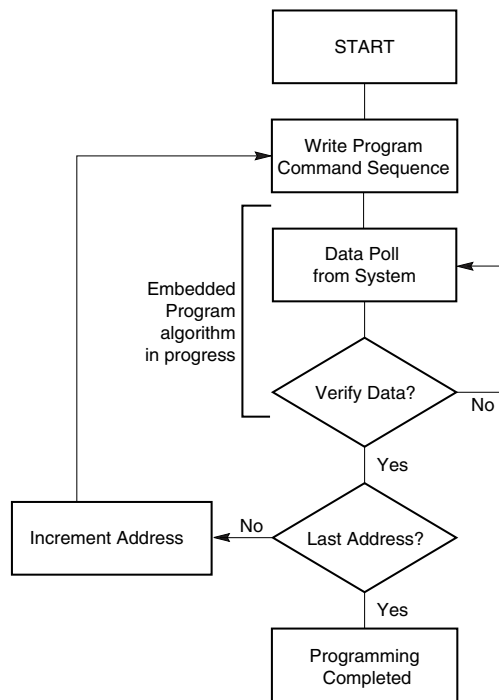 START
Write Program
Command Sequence
Data Poll
from System
Embedded
Program
algorithm
in progress
Verify Data?
No
Yes
Last Address?
No
Increment Address
Yes
Programming
Completed